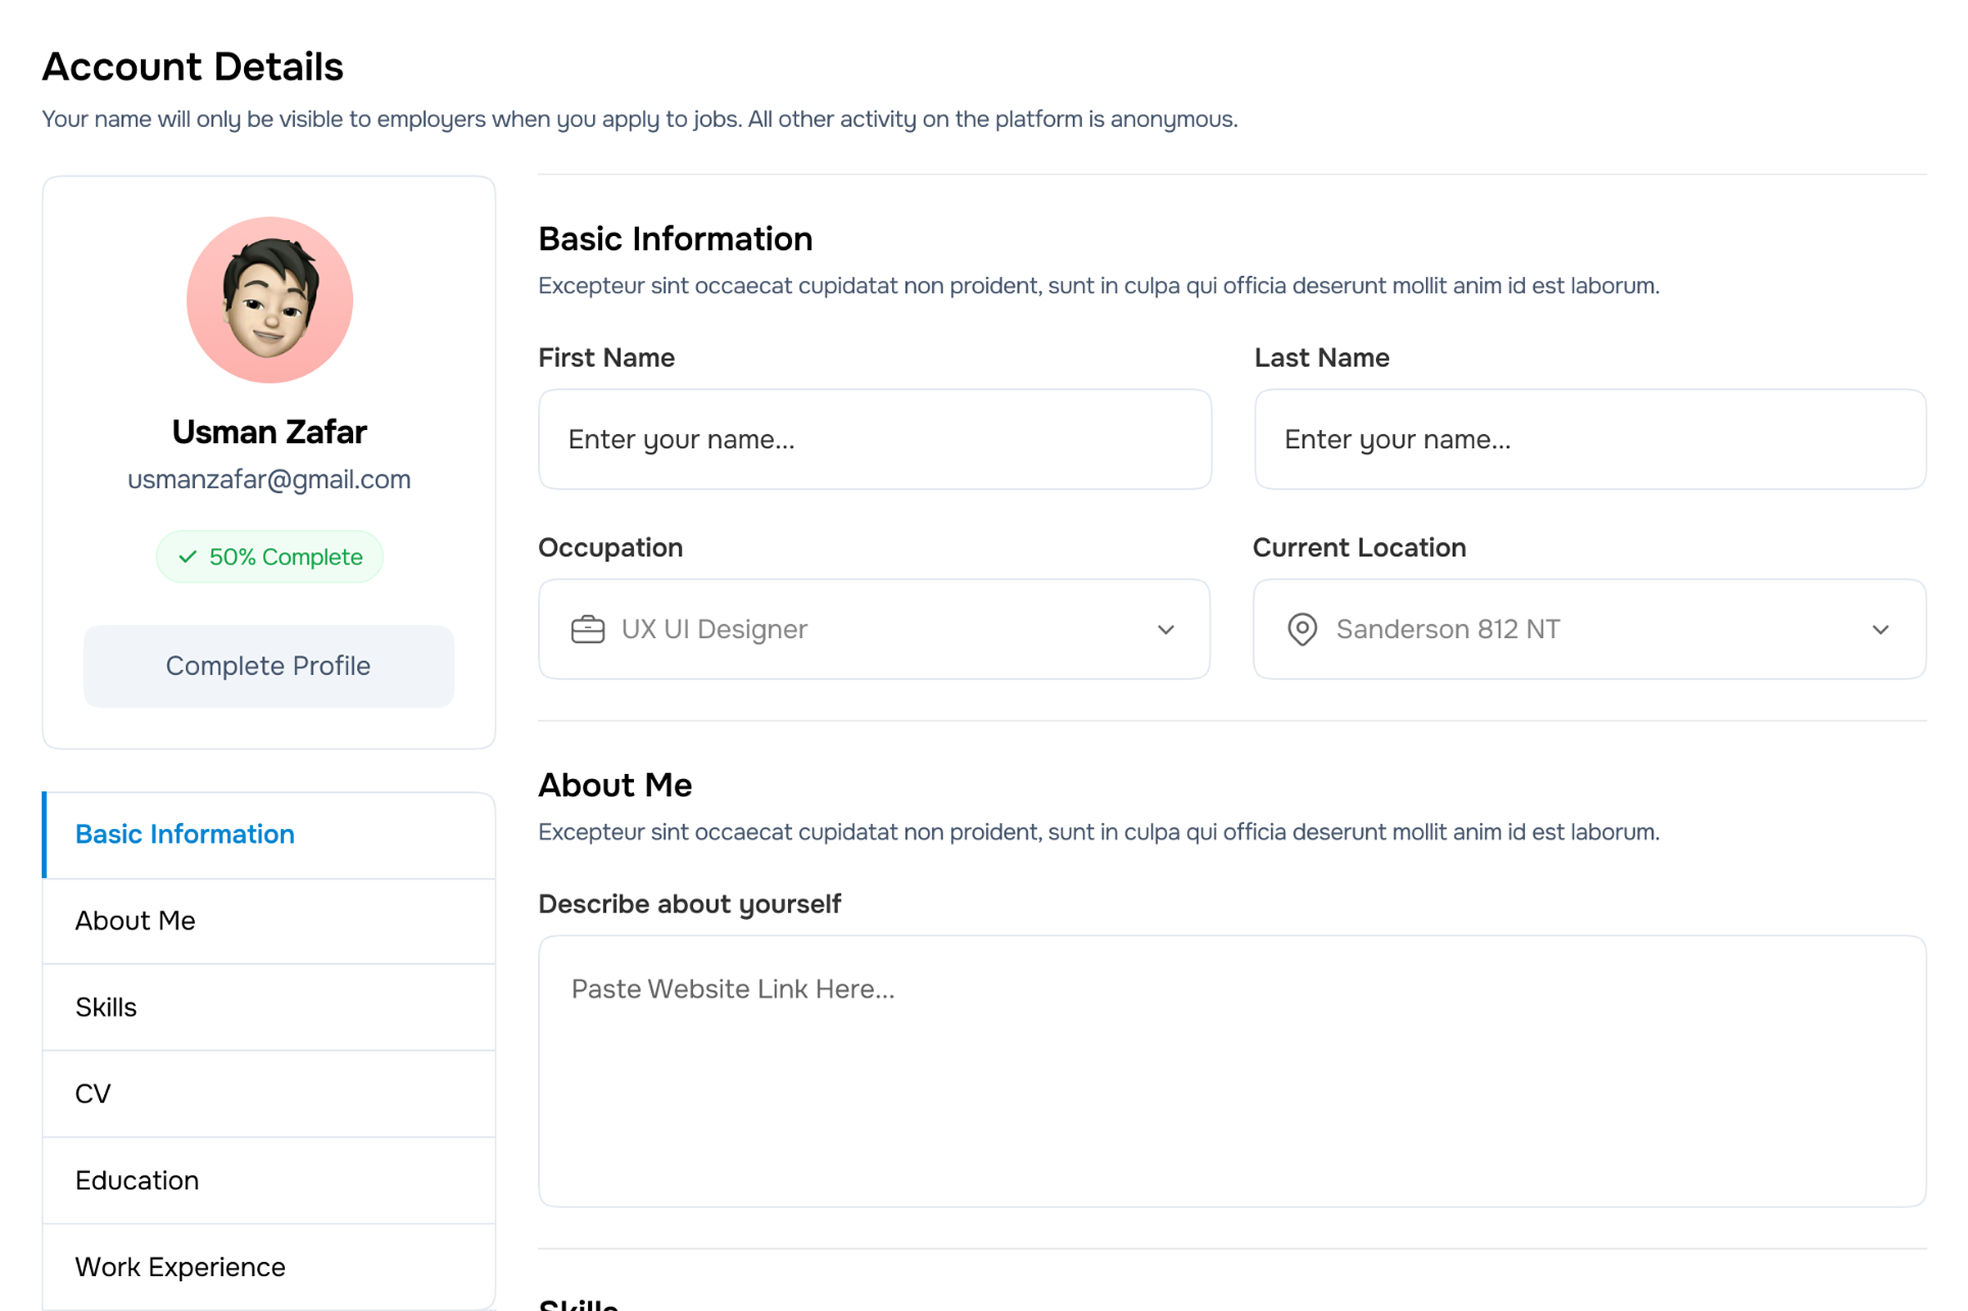 Account Details
Your name will only be visible to employers when you apply to jobs. All other activity on the platform is anonymous.
Usman Zafar
usmanzafar@gmail.com
50% Complete
Complete Profile
Basic Information
About Me
Skills
CV
Education
Work Experience
Basic Information
Excepteur sint occaecat cupidatat non proident, sunt in culpa qui officia deserunt mollit anim id est laborum.
First Name
Last Name
Enter your name...
Enter your name...
Occupation
Current Location
UX UI Designer
Sanderson 812 NT
About Me
Excepteur sint occaecat cupidatat non proident, sunt in culpa qui officia deserunt mollit anim id est laborum.
Describe about yourself
Paste Website Link Here...
Skills